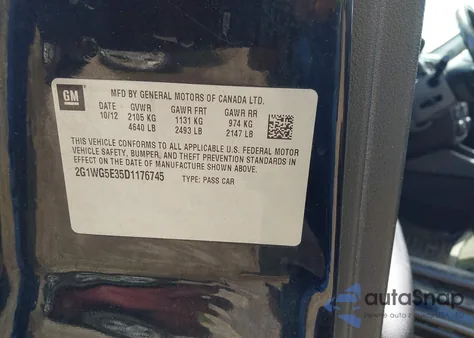 GM
MFD BY GENERAL MOTORS OF CANADA LTD.
DATE GVWR GAWR FRT GAWR RR
10/12 2105 KG 1131 KG 974 KG
4640 LB 2493 LB 2147 LB
THIS VEHICLE CONFORMS TO ALL APPLICABLE U.S. FEDERAL MOTOR
VEHICLE SAFETY, BUMPER, AND THEFT PREVENTION STANDARDS IN
EFFECT ON THE DATE OF MANUFACTURE SHOWN ABOVE.
2G1WG5E35D1176745 TYPE: PASS CAR
autaSnap